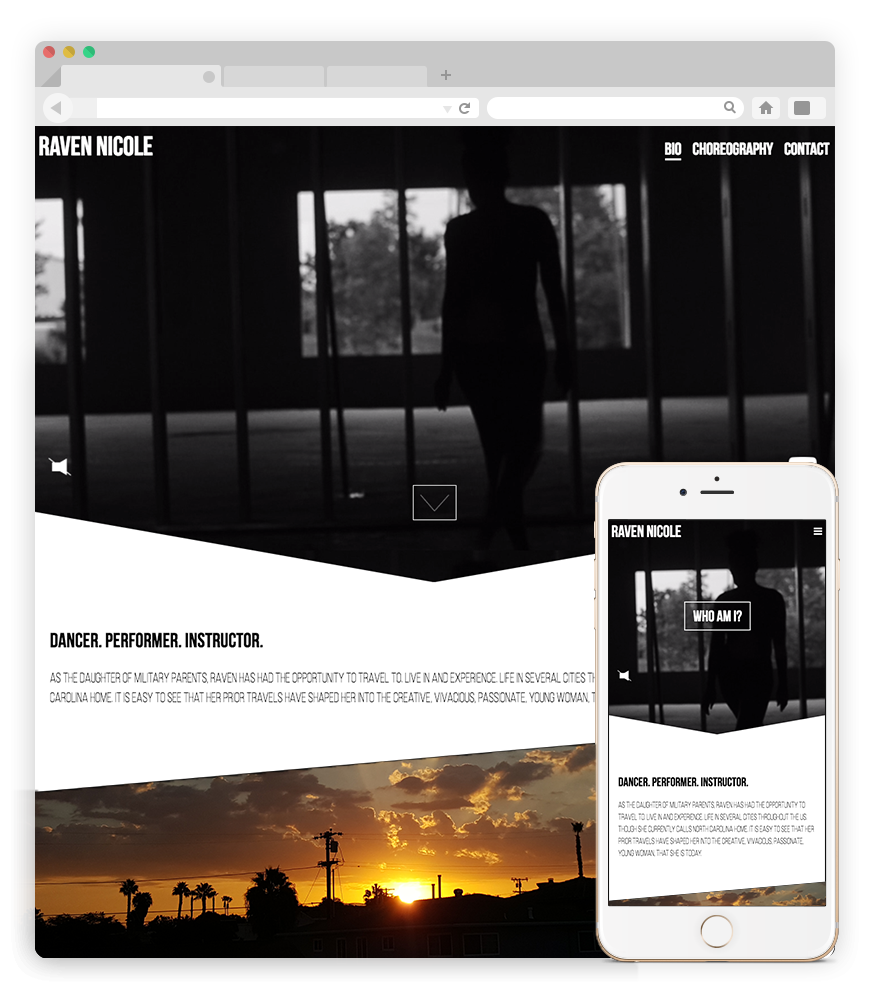 RAVEN NICOLE
BIO CHOREOGRAPHY CONTACT
DANCER. PERFORMER. INSTRUCTOR.
AS THE DAUGHTER OF MILITARY PARENTS, RAVEN HAS HAD THE OPPORTUNITY TO TRAVEL TO, LIVE IN AND EXPERIENCE, LIFE IN SEVERAL CITIES TH
CAROLINA HOME, IT IS EASY TO SEE THAT HER PRIOR TRAVELS HAVE SHAPED HER INTO THE CREATIVE, VIVACIOUS, PASSIONATE, YOUNG WOMAN, T
RAVEN NICOLE
WHO AM I?
DANCER. PERFORMER. INSTRUCTOR.
AS THE DAUGHTER OF MILITARY PARENTS, RAVEN HAS HAD THE OPPORTUNITY TO
TRAVEL TO, LIVE IN AND EXPERIENCE, LIFE IN SEVERAL CITIES THROUGHOUT THE US.
THOUGH SHE CURRENTLY CALLS NORTH CAROLINA HOME, IT IS EASY TO SEE THAT HER
PRIOR TRAVELS HAVE SHAPED HER INTO THE CREATIVE, VIVACIOUS, PASSIONATE,
YOUNG WOMAN, THAT SHE IS TODAY.